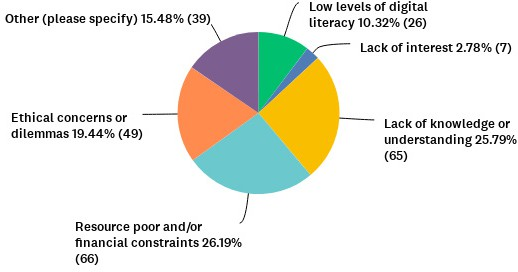 Low levels of digital
literacy 10.32% (26)
Other (please specify) 15.48% (39)
Lack of interest 2.78% (7)
Lack of knowledge or
understanding 25.79%
(65)
Ethical concerns or
dilemmas 19.44% (49)
Resource poor and/or
financial constraints 26.19%
(66)